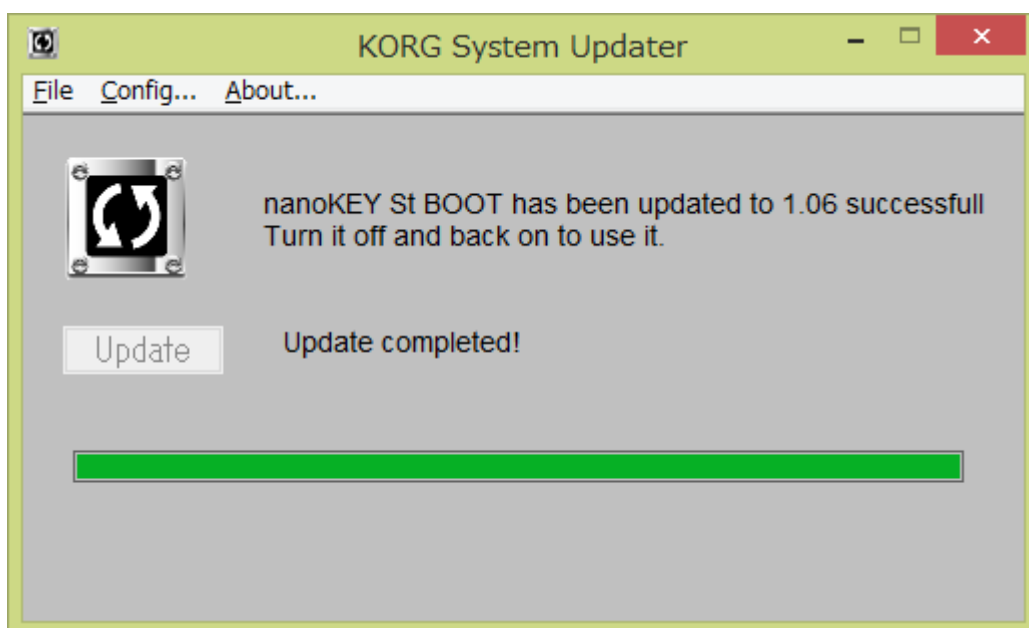 KORG System Updater
File Config... About...
nanoKEY St BOOT has been updated to 1.06 successfull
Turn it off and back on to use it.
Update
Update completed!